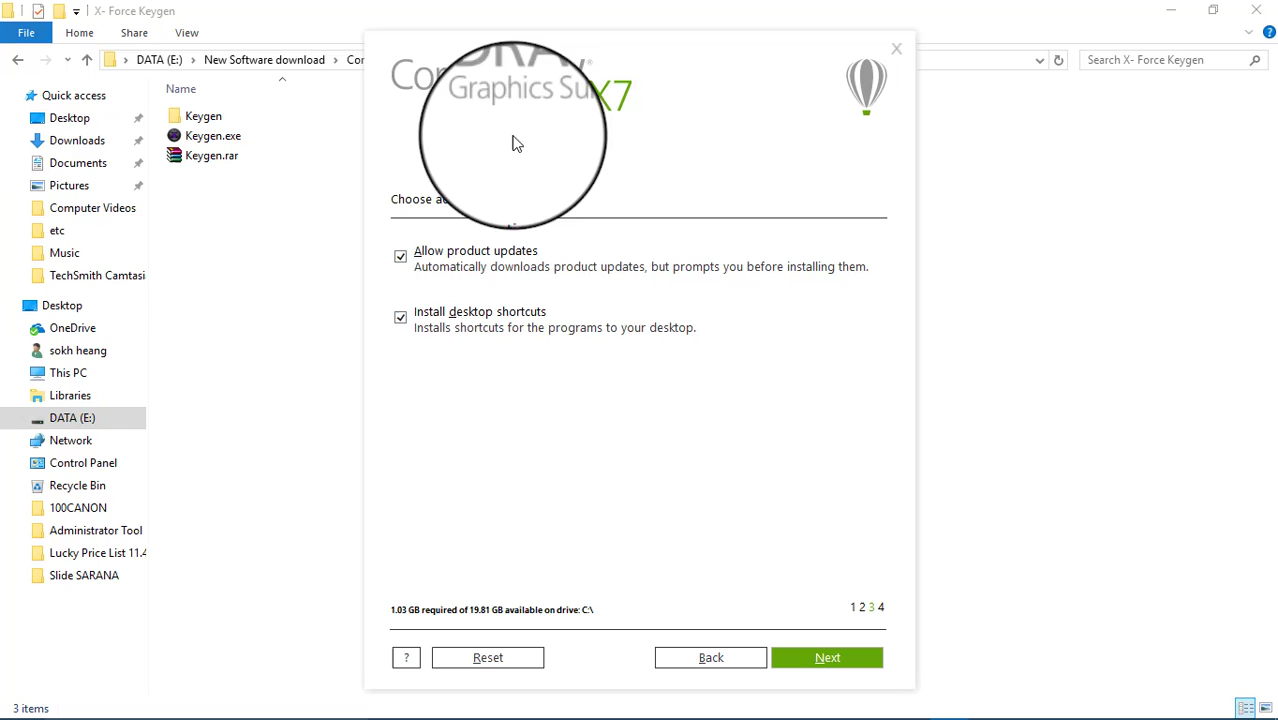 X- Force Keygen
File Home Share View
DATA (E:) New Software download
Search X- Force Keygen
Quick access
Desktop
Downloads
Documents
Pictures
Computer Videos
etc
Music
TechSmith Camtasi
Desktop
OneDrive
sokh heang
This PC
Libraries
DATA (E:)
Network
Control Panel
Recycle Bin
100CANON
Administrator Tool
Lucky Price List 11.4
Slide SARANA
Name
Keygen
Keygen.exe
Keygen.rar
X
Graphics Su X7
Choose
Allow product updates
Automatically downloads product updates, but prompts you before installing them.
Install desktop shortcuts
Installs shortcuts for the programs to your desktop.
1.03 GB required of 19.81 GB available on drive: C:\
1 2 3 4
? Reset Back Next
3 items